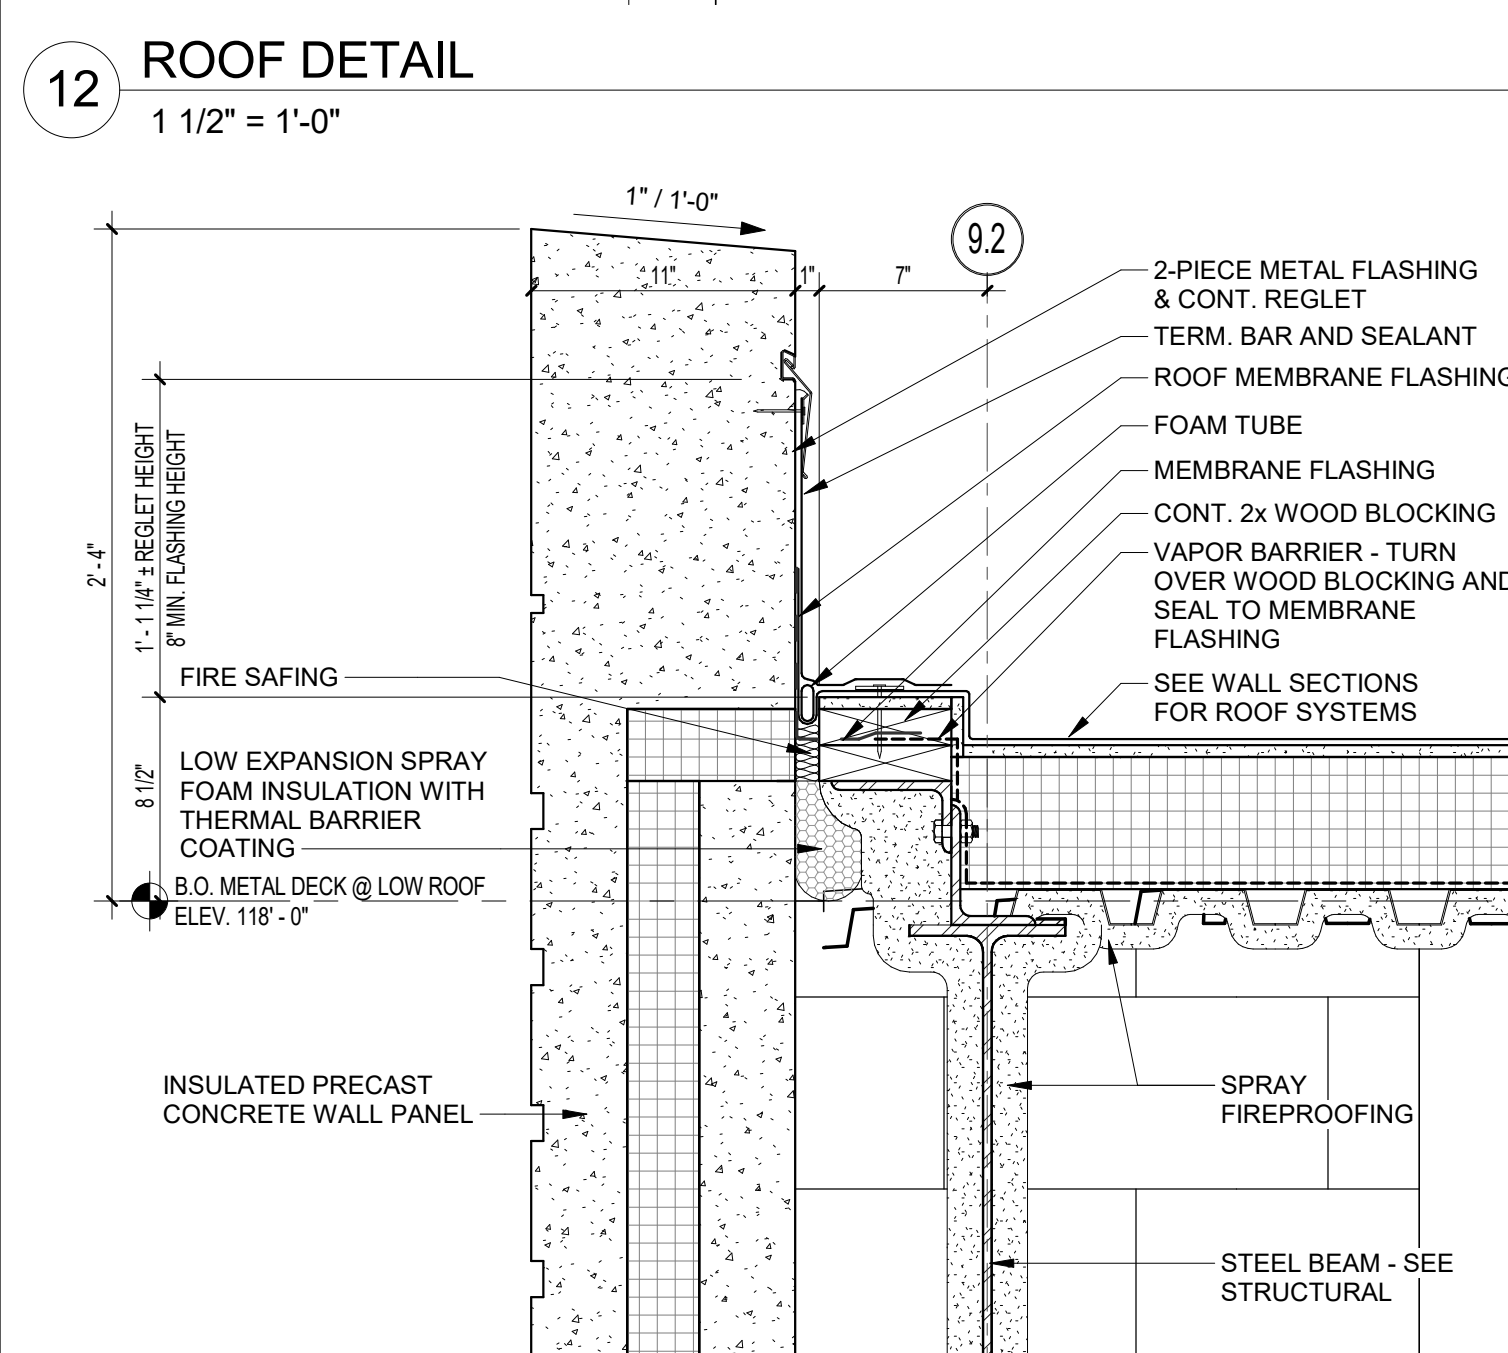 12
ROOF DETAIL
1 1/2" = 1'-0"
1" / 1'-0"
9.2
11"
1"
7"
2-PIECE METAL FLASHING
& CONT. REGLET
TERM. BAR AND SEALANT
ROOF MEMBRANE FLASHING
FOAM TUBE
MEMBRANE FLASHING
CONT. 2x WOOD BLOCKING
VAPOR BARRIER - TURN
OVER WOOD BLOCKING AND
SEAL TO MEMBRANE
FLASHING
SEE WALL SECTIONS
FOR ROOF SYSTEMS
2' - 4"
1' - 1 1/4" ± REGLET HEIGHT
8" MIN. FLASHING HEIGHT
FIRE SAFING
8 1/2"
LOW EXPANSION SPRAY
FOAM INSULATION WITH
THERMAL BARRIER
COATING
B.O. METAL DECK @ LOW ROOF
ELEV. 118' - 0"
INSULATED PRECAST
CONCRETE WALL PANEL
SPRAY
FIREPROOFING
STEEL BEAM - SEE
STRUCTURAL